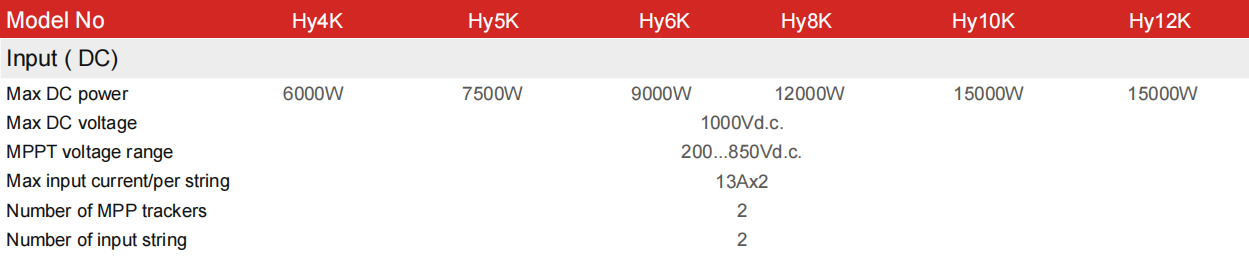 Model No Hy4K Hy5K Hy6K Hy8K Hy10K Hy12K
Input ( DC)
Max DC power 6000W 7500W 9000W 12000W 15000W 15000W
Max DC voltage 1000Vd.c.
MPPT voltage range 200...850Vd.c.
Max input current/per string 13Ax2
Number of MPP trackers 2
Number of input string 2